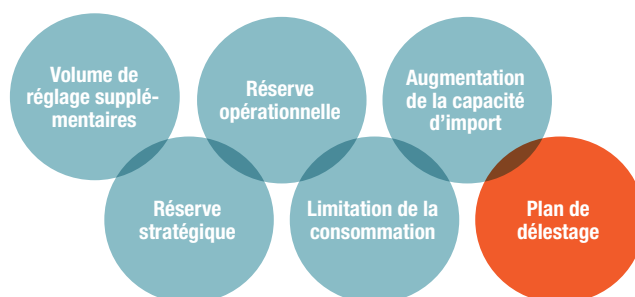 Volume de
réglage supplé-
mentaires
Réserve
opérationnelle
Augmentation
de la capacité
d'import
Réserve
stratégique
Limitation de la
consommation
Plan de
délestage